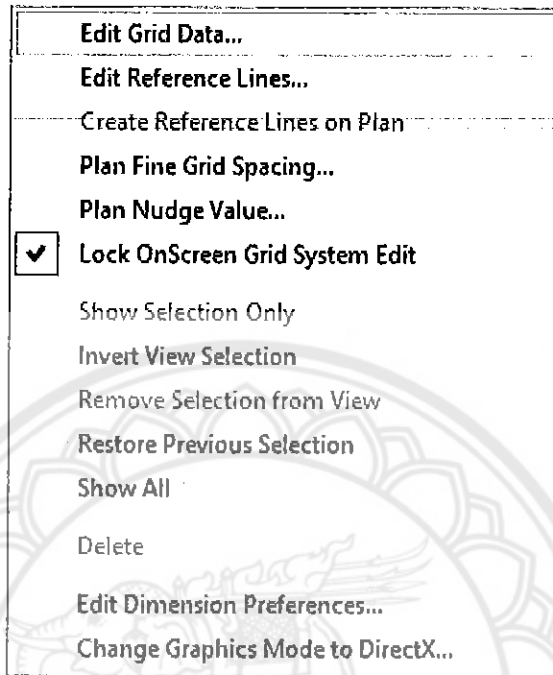 Edit Grid Data...
Edit Reference Lines...
Create Reference Lines on Plan
Plan Fine Grid Spacing...
Plan Nudge Value...
Lock OnScreen Grid System Edit
Show Selection Only
Invert View Selection
Remove Selection from View
Restore Previous Selection
Show All
Delete
Edit Dimension Preferences...
Change Graphics Mode to DirectX...